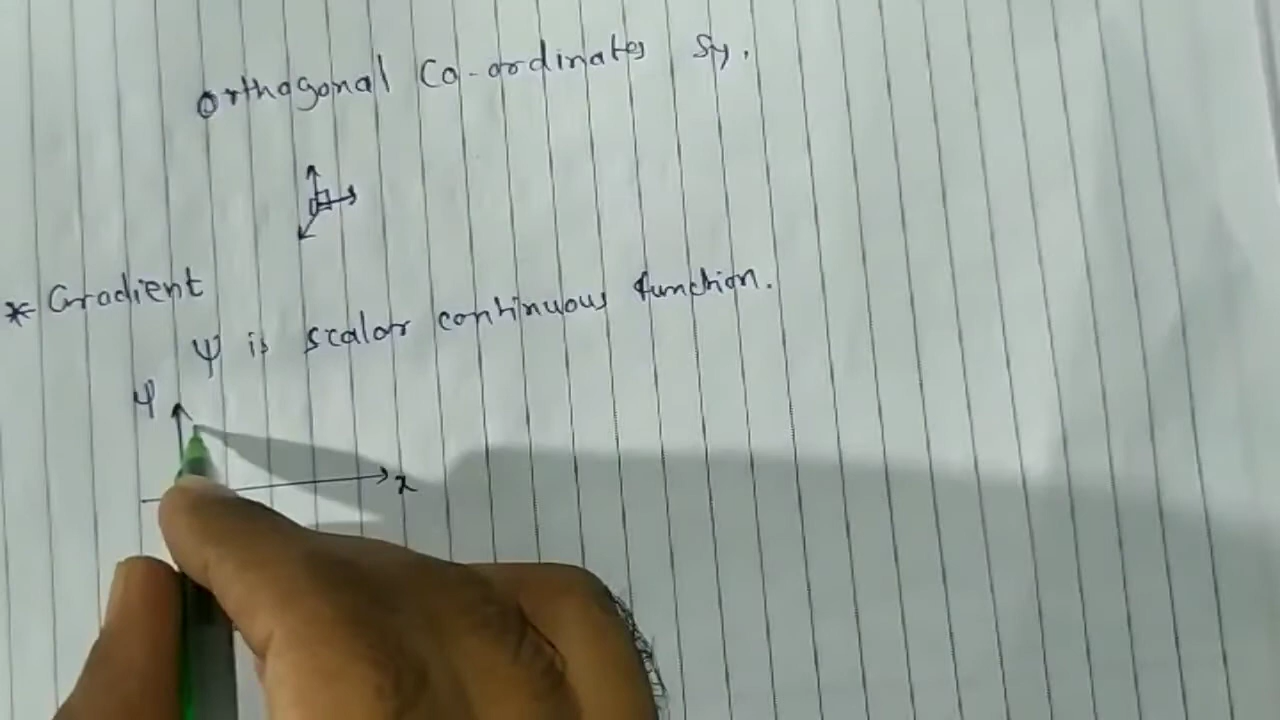 Orthogonal Co-ordinates Sy.
* Gradient
ψ is scalar continuous function.
ψ
x